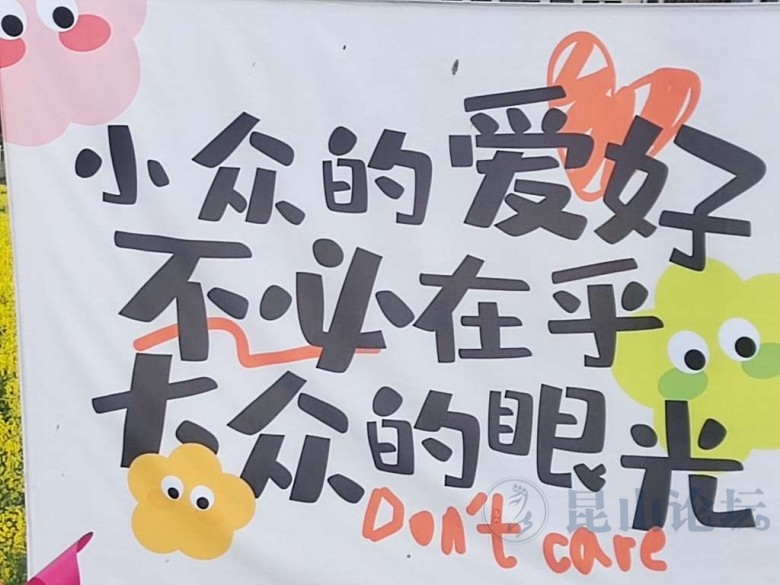 小众的爱好
不必在乎
大众的眼光
Don't care
昆山论坛